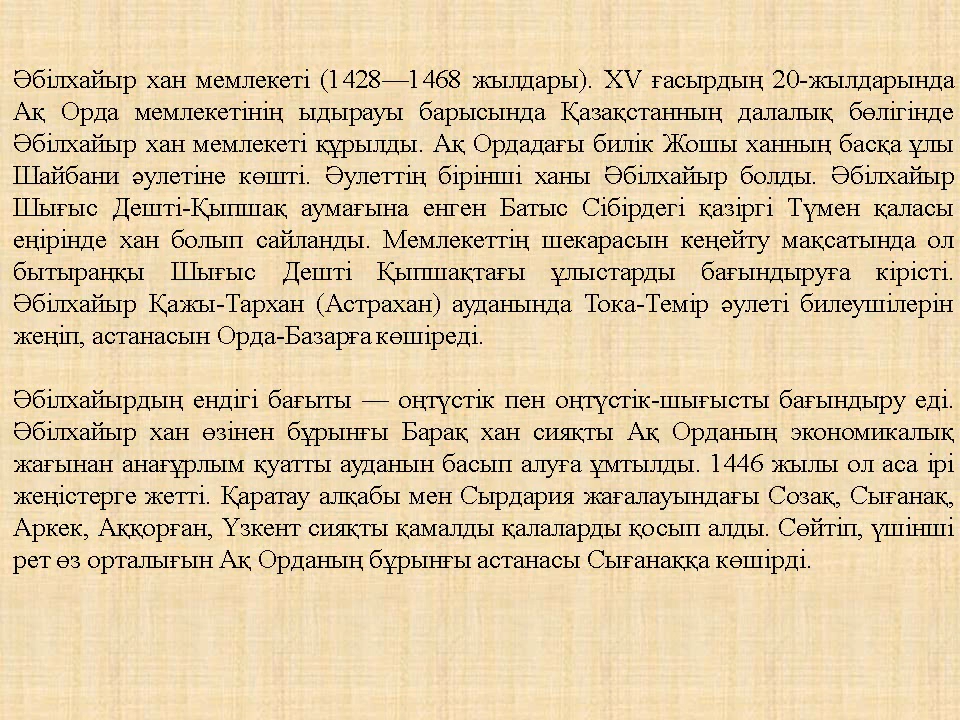 Әбілхайыр хан мемлекеті (1428—1468 жылдары). XV ғасырдың 20-жылдарында
Ақ Орда мемлекетінің ыдырауы барысында Қазақстанның далалық бөлігінде
Әбілхайыр хан мемлекеті құрылды. Ақ Ордадағы билік Жошы ханның басқа ұлы
Шайбани әулетіне көшті. Әулеттің бірінші ханы Әбілхайыр болды. Әбілхайыр
Шығыс Дешті-Қыпшақ аумағына енген Батыс Сібірдегі қазіргі Түмен қаласы
еңірінде хан болып сайланды. Мемлекеттің шекарасын кеңейту мақсатында ол
бытыраңқы Шығыс Дешті Қыпшақтағы ұлыстарды бағындыруға кірісті.
Әбілхайыр Қажы-Тархан (Астрахан) ауданында Тока-Темір әулеті билеушілерін
жеңіп, астанасын Орда-Базарға көшіреді.
Әбілхайырдың ендігі бағыты — оңтүстік пен оңтүстік-шығысты бағындыру еді.
Әбілхайыр хан өзінен бұрынғы Барақ хан сияқты Ақ Орданың экономикалық
жағынан анағұрлым қуатты ауданын басып алуға ұмтылды. 1446 жылы ол аса ірі
жеңістерге жетті. Қаратау алқабы мен Сырдария жағалауындағы Созақ, Сығанақ,
Аркек, Аққорған, Үзкент сияқты қамалды қалаларды қосып алды. Сөйтіп, үшінші
рет өз орталығын Ақ Орданың бұрынғы астанасы Сығанаққа көшірді.